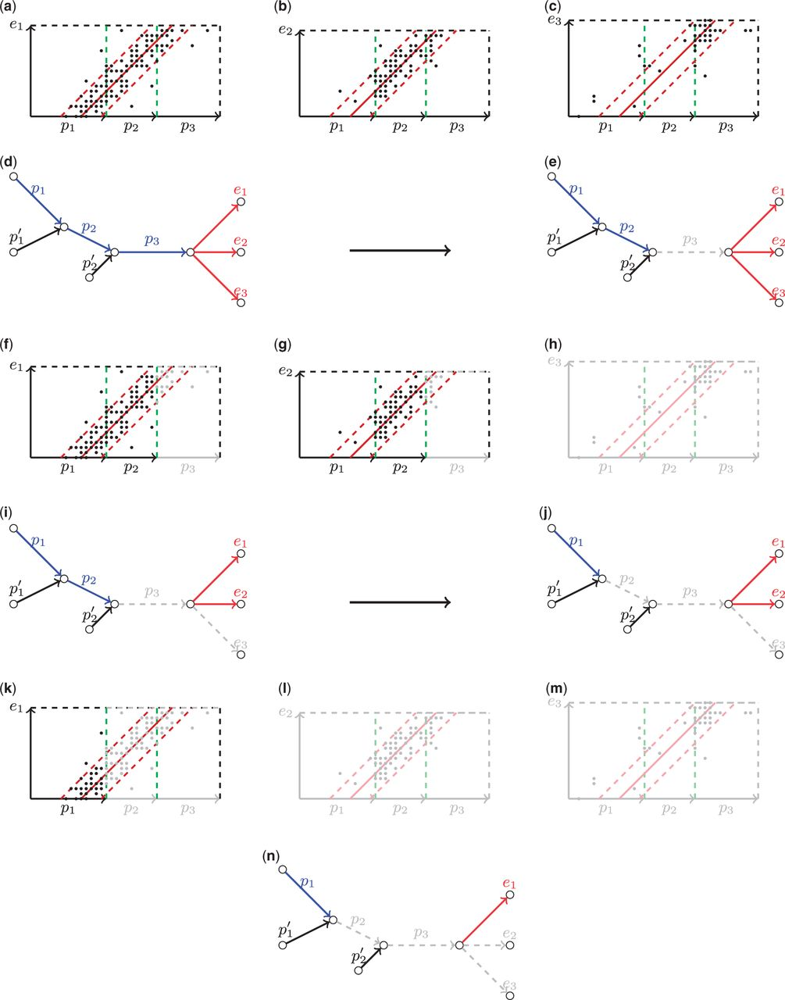 (a) (b) (c)
e₁ e₂ e₃
p₁ p₂ p₃ p₁ p₂ p₃ p₁ p₂ p₃
(d) (e)
p₁ e₁ p₁ e₁
p′₁ p₂ p₃ e₂ p′₁ p₂ p₃ e₂
p′₂ e₃ p′₂ e₃
(f) (g) (h)
e₁ e₂ e₃
p₁ p₂ p₃ p₁ p₂ p₃ p₁ p₂ p₃
(i) (j)
p₁ e₁ p₁ e₁
p′₁ p₂ p₃ e₂ p′₁ p₂ p₃ e₂
p′₂ e₃ p′₂ e₃
(k) (l) (m)
e₁ e₂ e₃
p₁ p₂ p₃ p₁ p₂ p₃ p₁ p₂ p₃
(n)
p₁ e₁
p′₁ p₂ p₃ e₂
p′₂ e₃